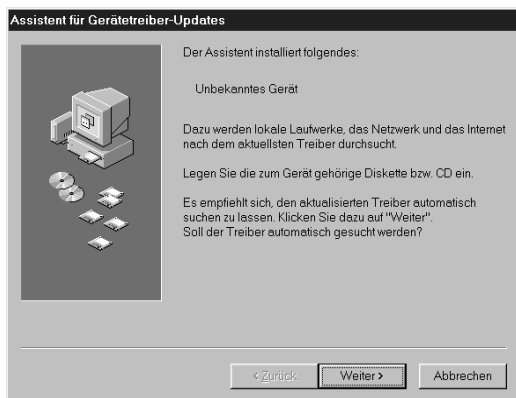 Assistent für Gerätetreiber-Updates
Der Assistent installiert folgendes:
Unbekanntes Gerät
Dazu werden lokale Laufwerke, das Netzwerk und das Internet
nach dem aktuellsten Treiber durchsucht.
Legen Sie die zum Gerät gehörige Diskette bzw. CD ein.
Es empfiehlt sich, den aktualisierten Treiber automatisch
suchen zu lassen. Klicken Sie dazu auf "Weiter".
Soll der Treiber automatisch gesucht werden?
< Zurück
Weiter >
Abbrechen